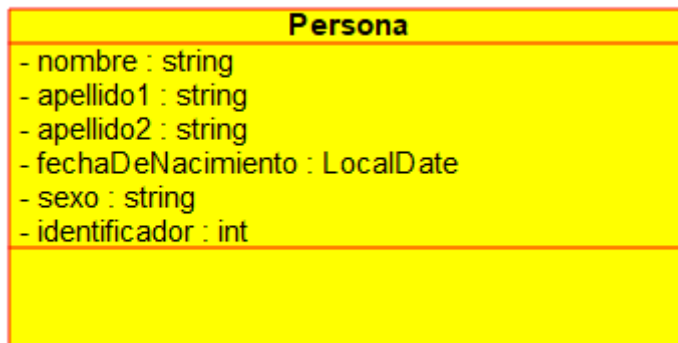 Persona
- nombre : string
- apellido1 : string
- apellido2 : string
- fechaDeNacimiento : LocalDate
- sexo : string
- identificador : int